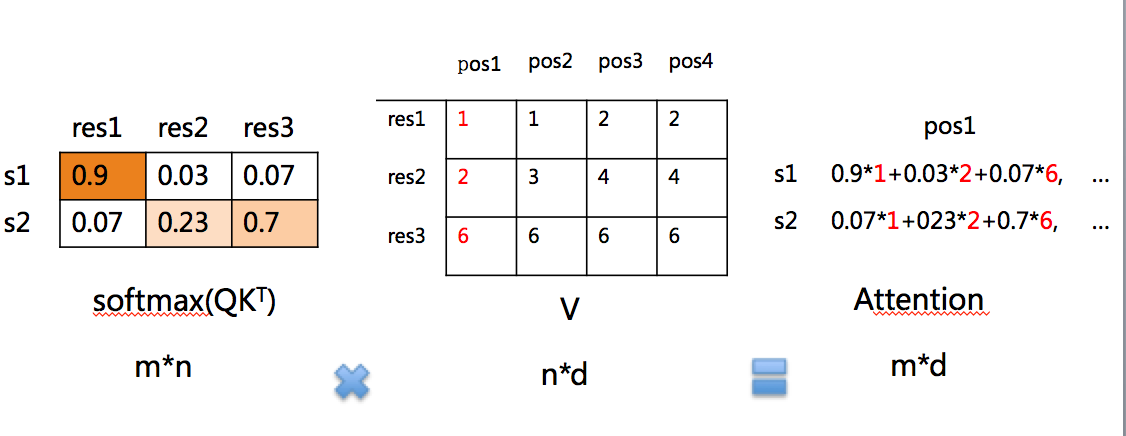 res1 res2 res3
s1 0.9 0.03 0.07
s2 0.07 0.23 0.7
softmax(QKᵀ)
m*n
pos1 pos2 pos3 pos4
res1 1 1 2 2
res2 2 3 4 4
res3 6 6 6 6
V
n*d
pos1
s1 0.9*1+0.03*2+0.07*6, ...
s2 0.07*1+023*2+0.7*6, ...
Attention
m*d